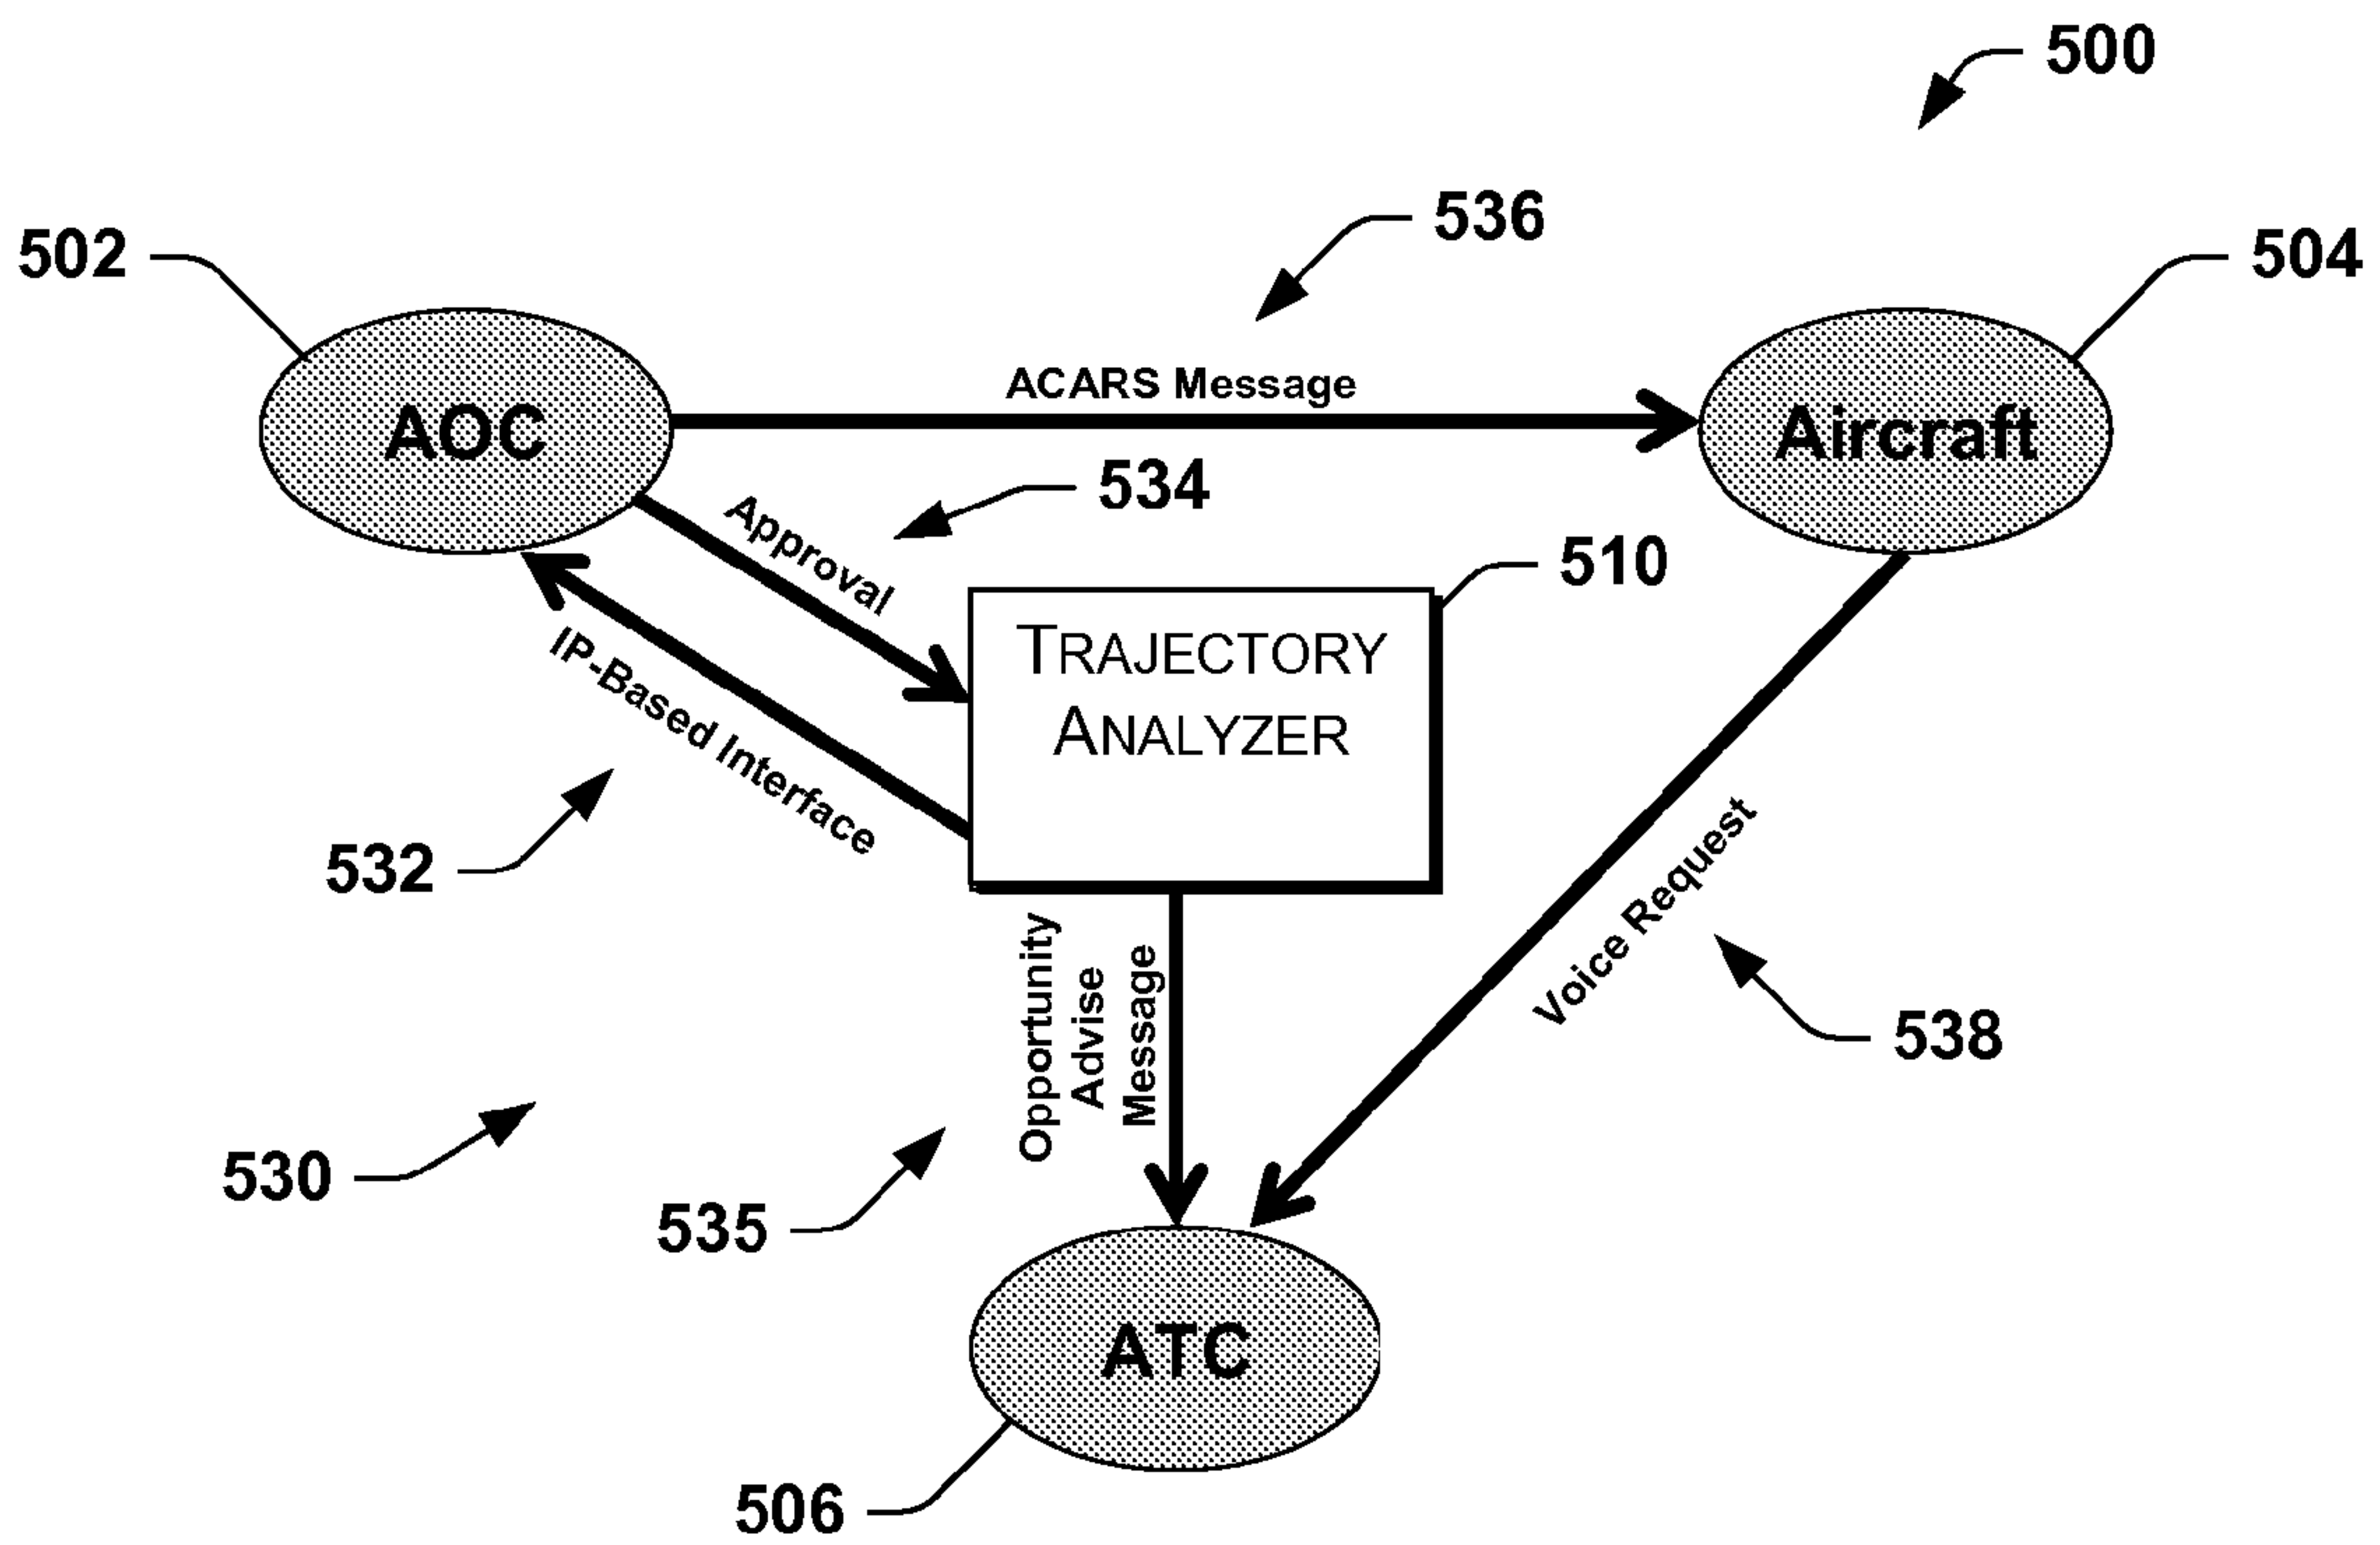 500
536
502
504
ACARS Message
AOC
Aircraft
534
Approval
510
TRAJECTORY
ANALYZER
IP-Based Interface
532
Voice Request
Opportunity
Advise
Message
538
530
535
ATC
506